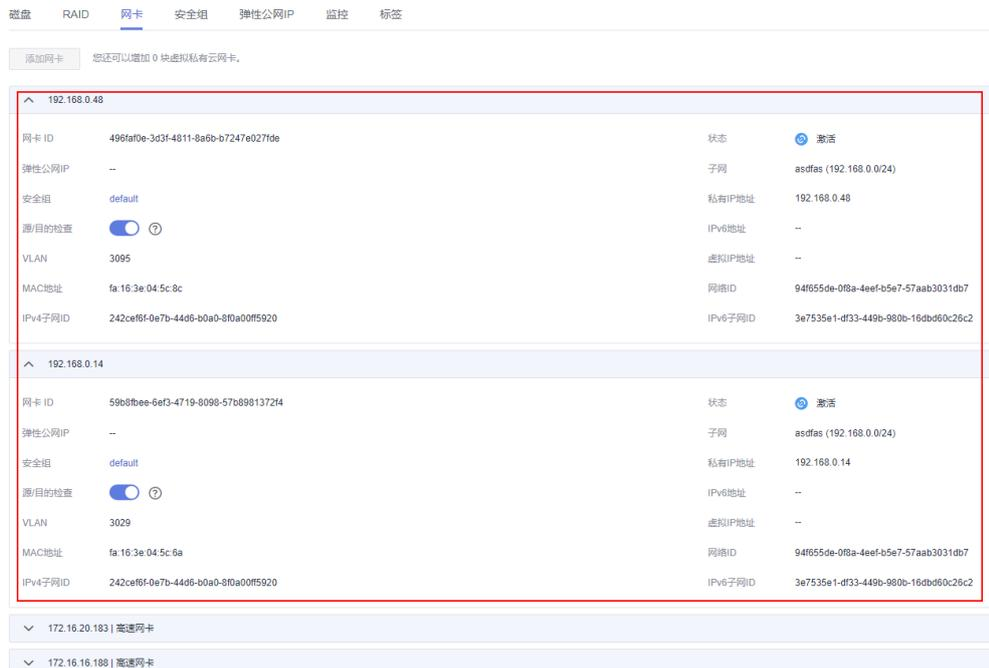 磁盘 RAID 网卡 安全组 弹性公网IP 监控 标签
添加网卡 您还可以增加 0 块虚拟私有云网卡。
192.168.0.48
网卡 ID 496faf0e-3d3f-4811-8a6b-b7247e027fde 状态 激活
弹性公网IP -- 子网 asdfas (192.168.0.0/24)
安全组 default 私有IP地址 192.168.0.48
源/目的检查 ? IPv6地址 --
VLAN 3095 虚拟IP地址 --
MAC地址 fa:16:3e:04:5c:8c 网络ID 94f655de-0f8a-4eef-b5e7-57aab3031db7
IPv4子网ID 242cef6f-0e7b-44d6-b0a0-8f0a00ff5920 IPv6子网ID 3e7535e1-df33-449b-980b-16dbd60c26c2
192.168.0.14
网卡 ID 59b8fbee-6ef3-4719-8098-57b8981372f4 状态 激活
弹性公网IP -- 子网 asdfas (192.168.0.0/24)
安全组 default 私有IP地址 192.168.0.14
源/目的检查 ? IPv6地址 --
VLAN 3029 虚拟IP地址 --
MAC地址 fa:16:3e:04:5c:6a 网络ID 94f655de-0f8a-4eef-b5e7-57aab3031db7
IPv4子网ID 242cef6f-0e7b-44d6-b0a0-8f0a00ff5920 IPv6子网ID 3e7535e1-df33-449b-980b-16dbd60c26c2
172.16.20.183 | 高速网卡
172.16.16.188 | 高速网卡